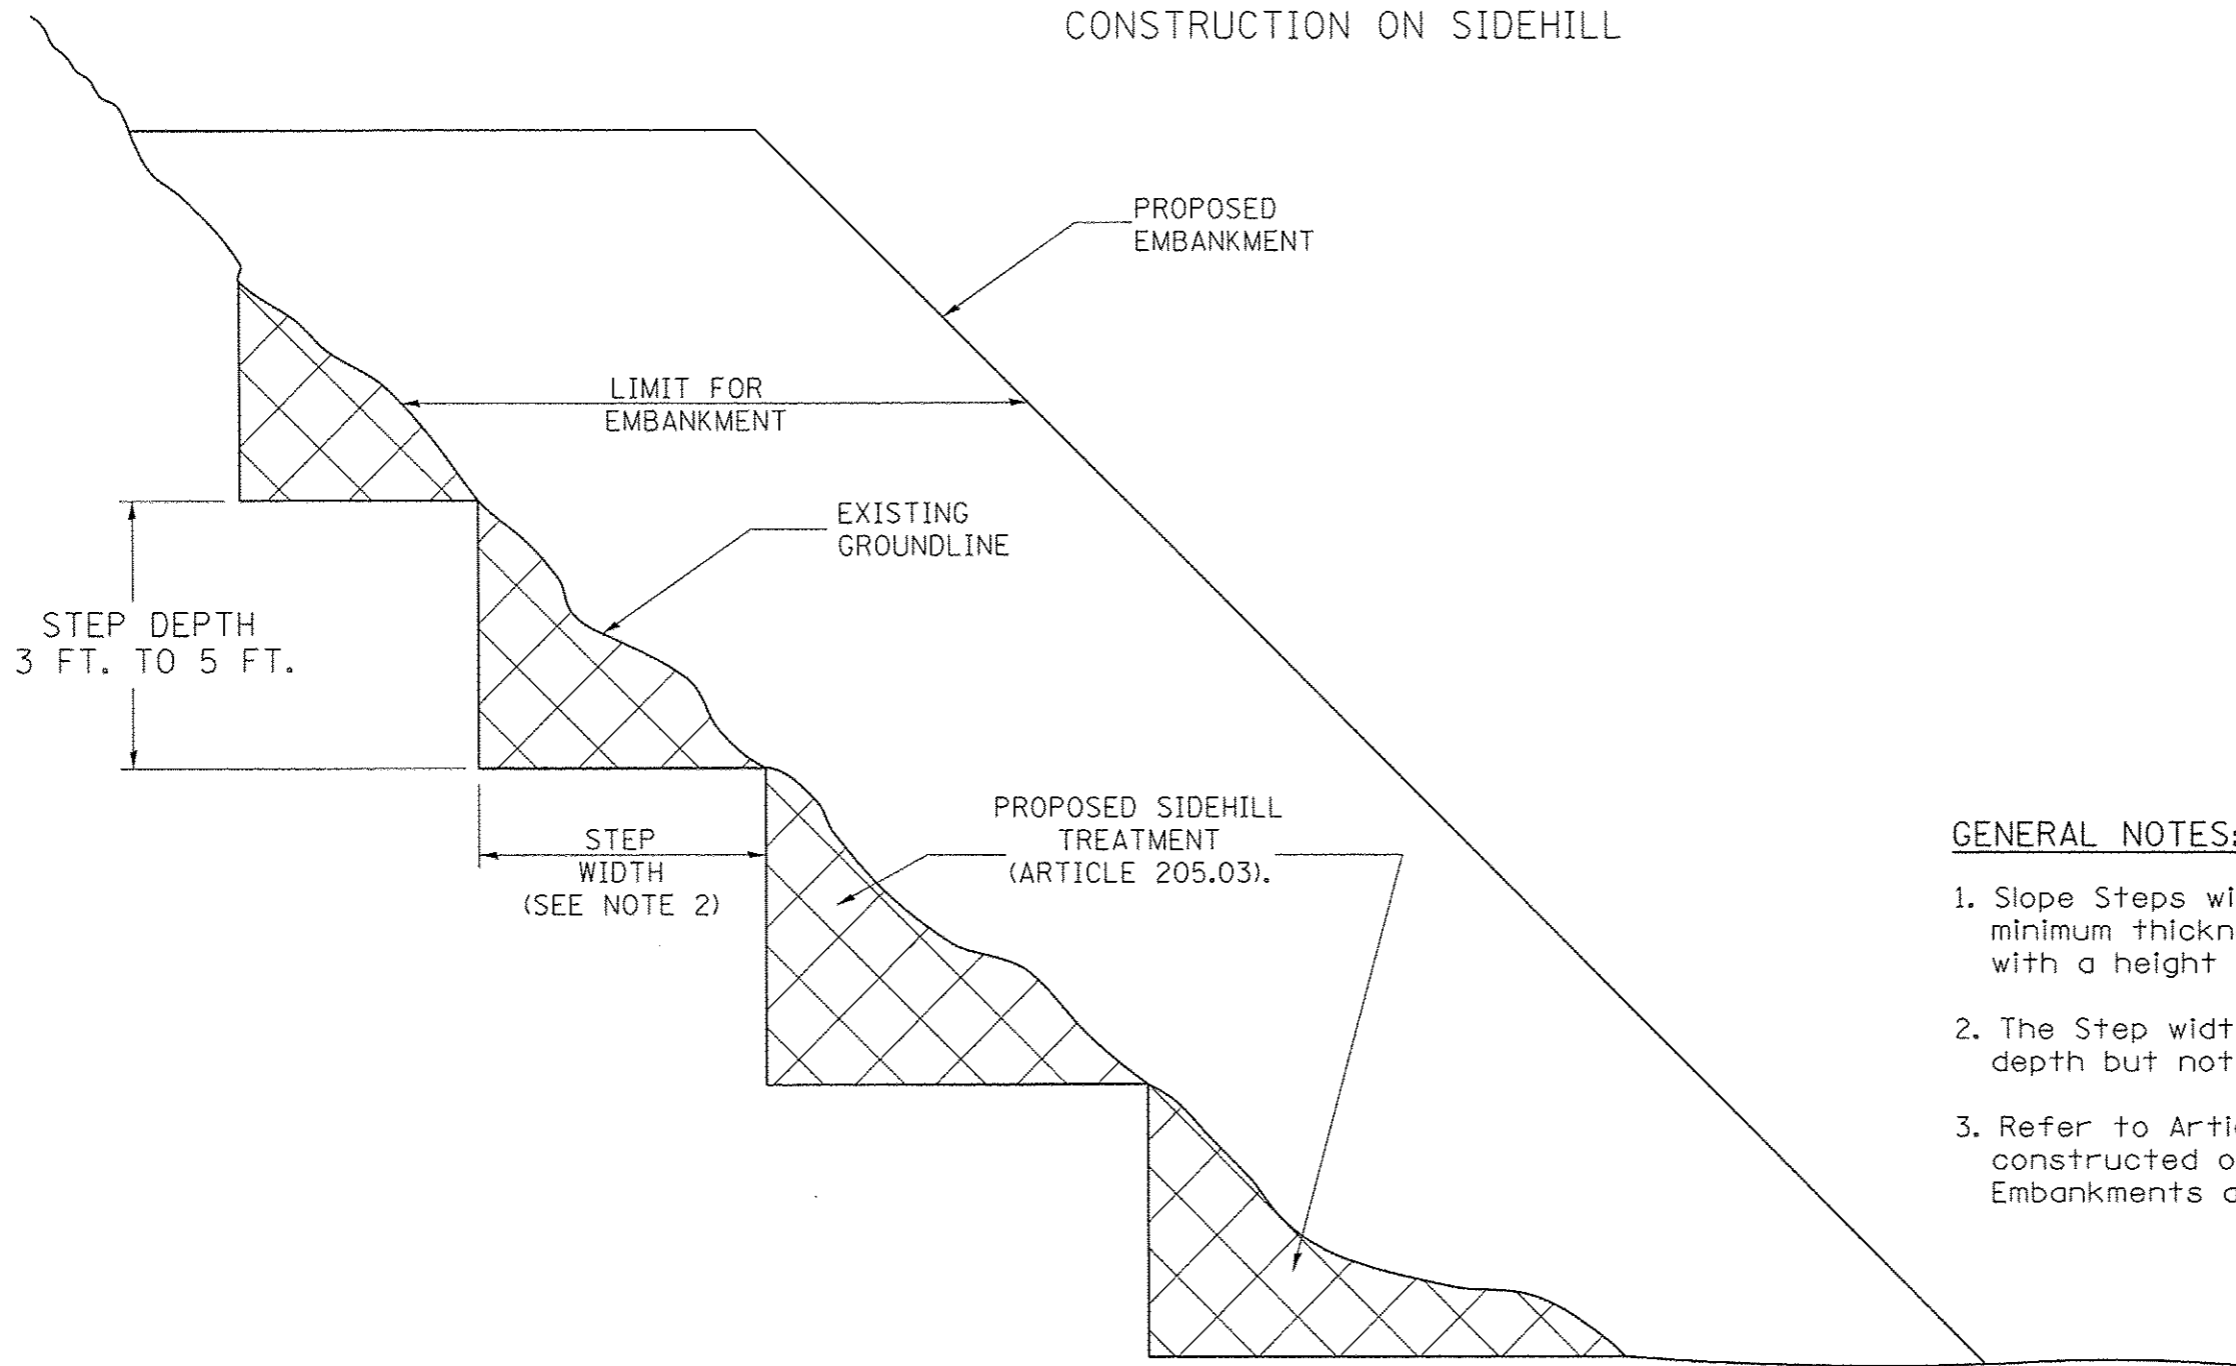 CONSTRUCTION ON SIDEHILL
PROPOSED
EMBANKMENT
LIMIT FOR
EMBANKMENT
EXISTING
GROUNDLINE
STEP DEPTH
3 FT. TO 5 FT.
STEP
WIDTH
(SEE NOTE 2)
PROPOSED SIDEHILL
TREATMENT
(ARTICLE 205.03).
GENERAL NOTES:
1. Slope Steps
minimum
with a height
2. The Step
depth but not
3. Refer to
constructed
Embankments